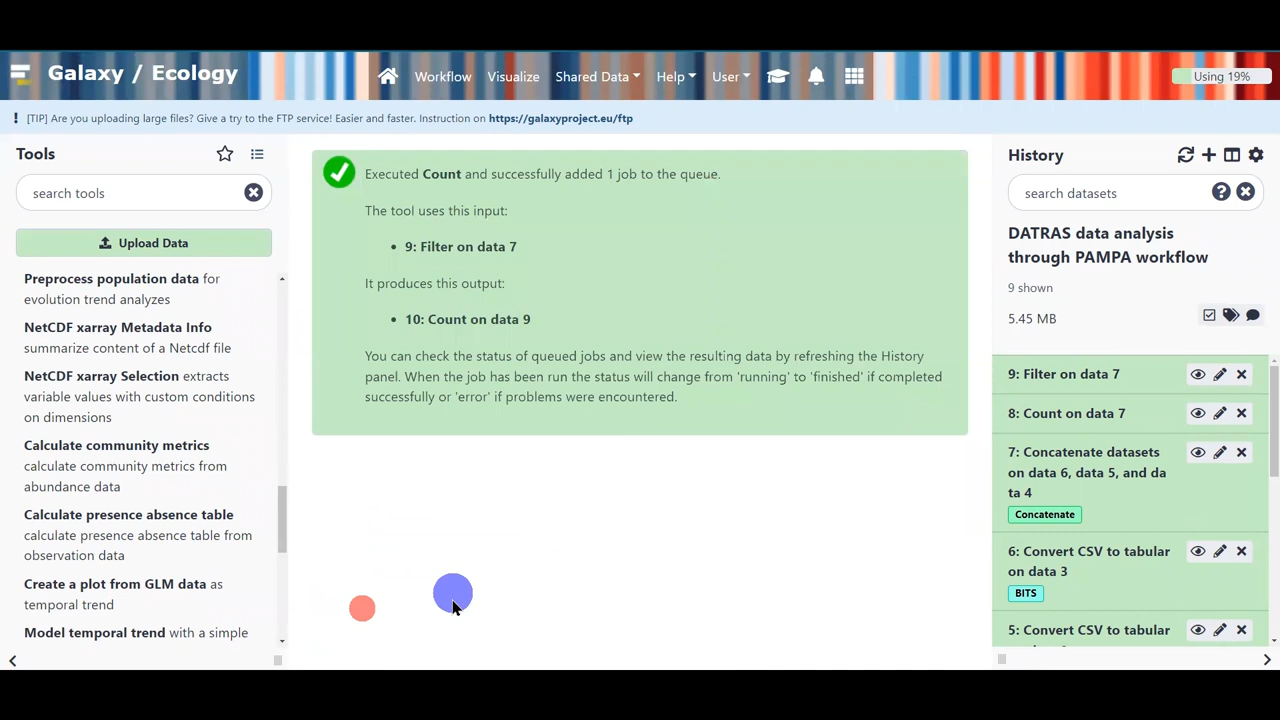 Galaxy / Ecology
Workflow
Visualize
Shared Data
Help
User
Using 19%
[TIP] Are you uploading large files? Give a try to the FTP service! Easier and faster. Instruction on https://galaxyproject.eu/ftp
Tools
search tools
Upload Data
Preprocess population data for
evolution trend analyzes
NetCDF xarray Metadata Info
summarize content of a Netcdf file
NetCDF xarray Selection extracts
variable values with custom conditions
on dimensions
Calculate community metrics
calculate community metrics from
abundance data
Calculate presence absence table
calculate presence absence table from
observation data
Create a plot from GLM data as
temporal trend
Model temporal trend with a simple
Executed Count and successfully added 1 job to the queue.
The tool uses this input:
• 9: Filter on data 7
It produces this output:
• 10: Count on data 9
You can check the status of queued jobs and view the resulting data by refreshing the History
panel. When the job has been run the status will change from 'running' to 'finished' if completed
successfully or 'error' if problems were encountered.
History
search datasets
DATRAS data analysis
through PAMPA workflow
9 shown
5.45 MB
9: Filter on data 7
8: Count on data 7
7: Concatenate datasets
on data 6, data 5, and da
ta 4
Concatenate
6: Convert CSV to tabular
on data 3
BITS
5: Convert CSV to tabular